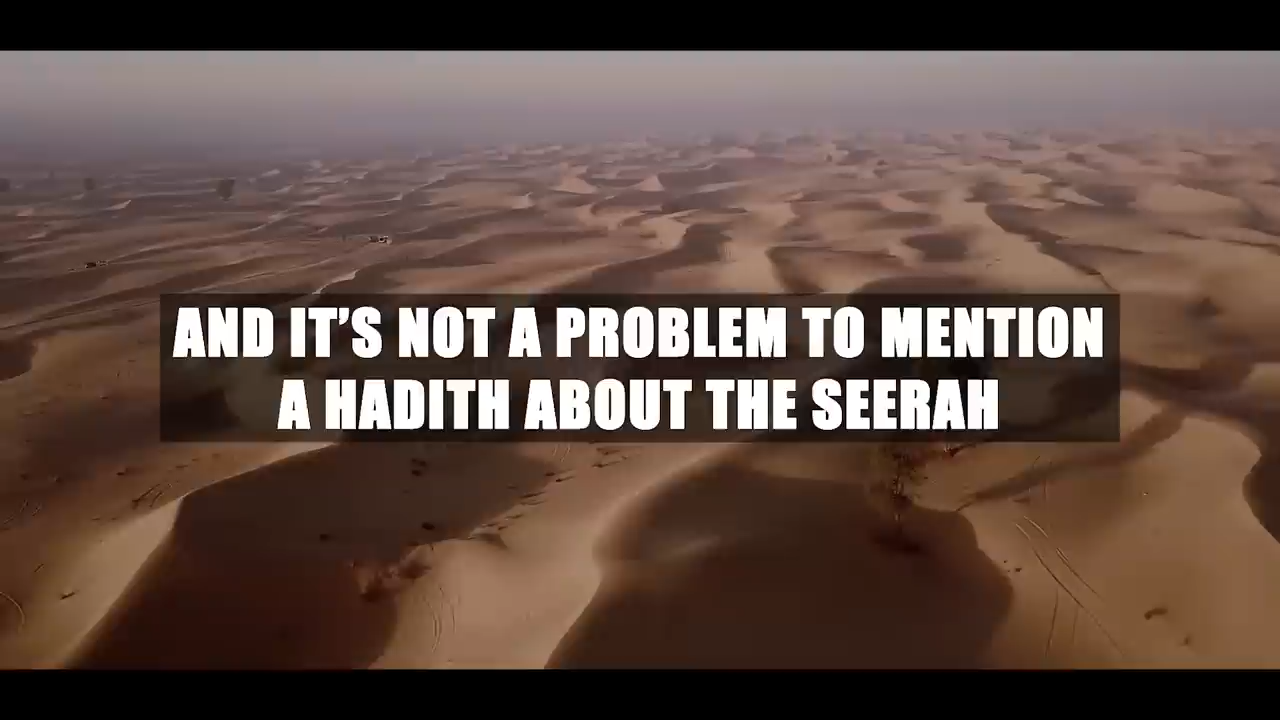 AND IT’S NOT A PROBLEM TO MENTION
A HADITH ABOUT THE SEERAH